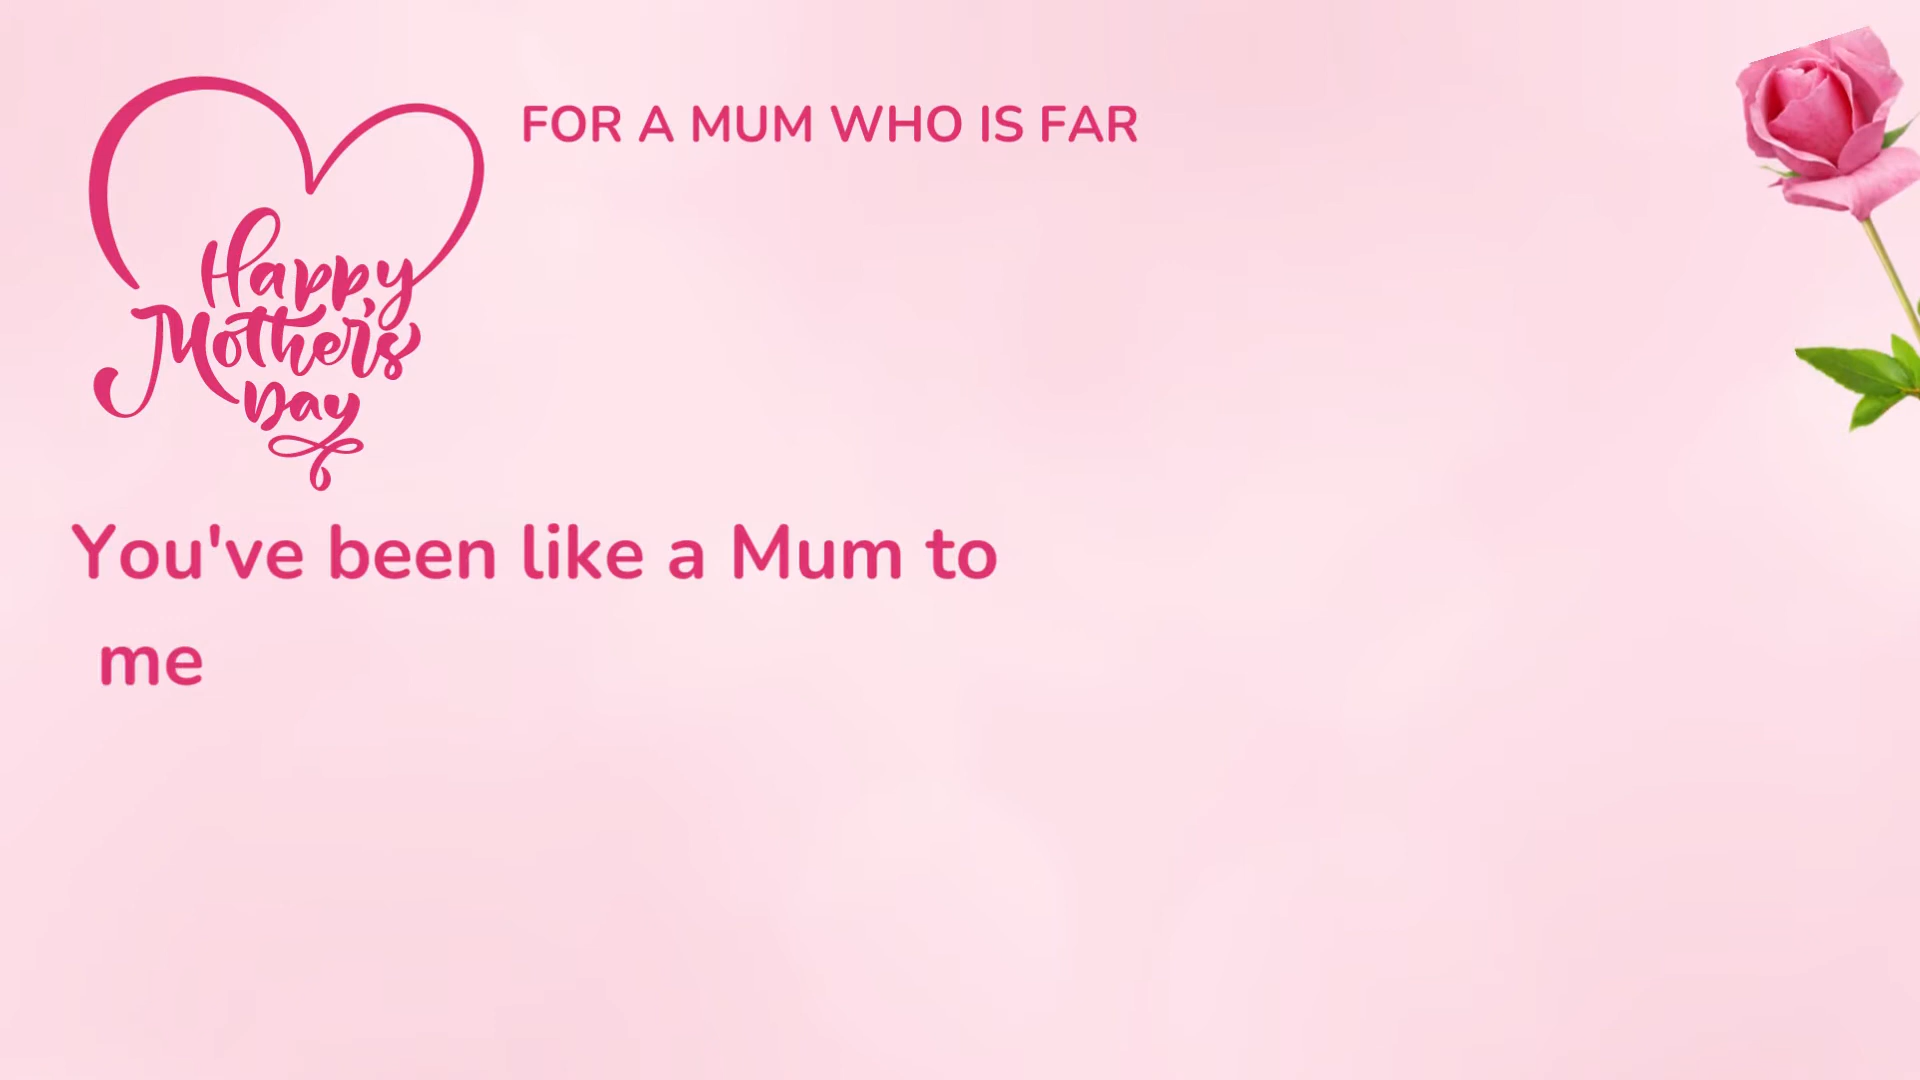 FOR A MUM WHO IS FAR
Happy
Mother's
Day
You've been like a Mum to
me